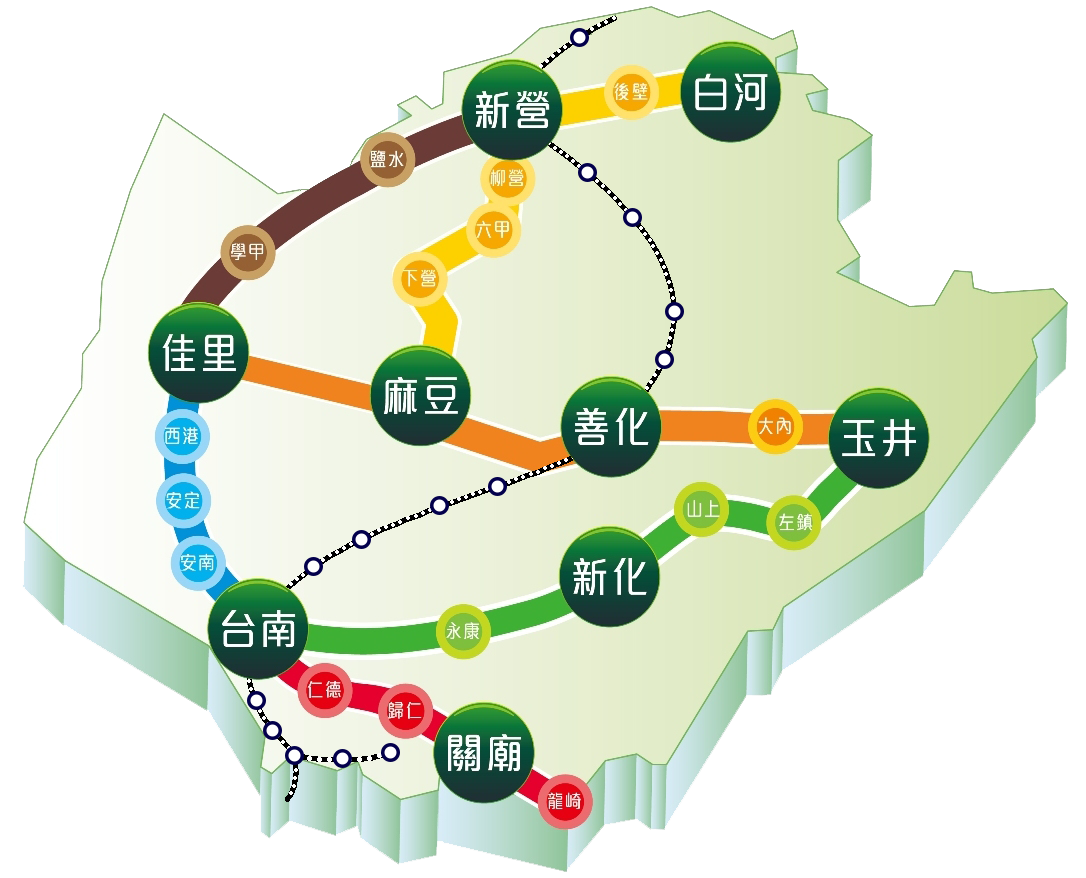 新營
後壁
白河
鹽水
柳營
六甲
學甲
下營
佳里
麻豆
善化
大內
玉井
西港
安定
山上
左鎮
安南
新化
台南
永康
仁德
歸仁
關廟
龍崎